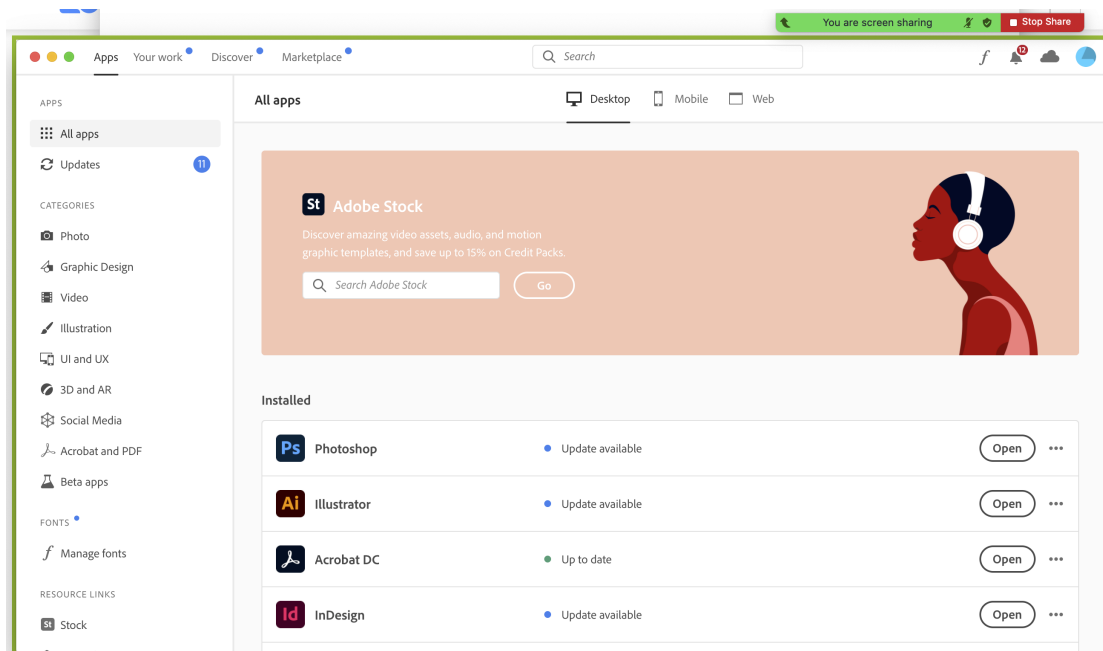 You are screen sharing
Stop Share
Apps Your work Discover Marketplace
Search
f 12
APPS
All apps
Updates 11
CATEGORIES
Photo
Graphic Design
Video
Illustration
UI and UX
3D and AR
Social Media
Acrobat and PDF
Beta apps
FONTS
f Manage fonts
RESOURCE LINKS
St Stock
All apps
Desktop Mobile Web
St Adobe Stock
Discover amazing video assets, audio, and motion
graphic templates, and save up to 15% on Credit Packs.
Search Adobe Stock Go
Installed
Ps Photoshop Update available Open
Ai Illustrator Update available Open
Acrobat DC Up to date Open
Id InDesign Update available Open